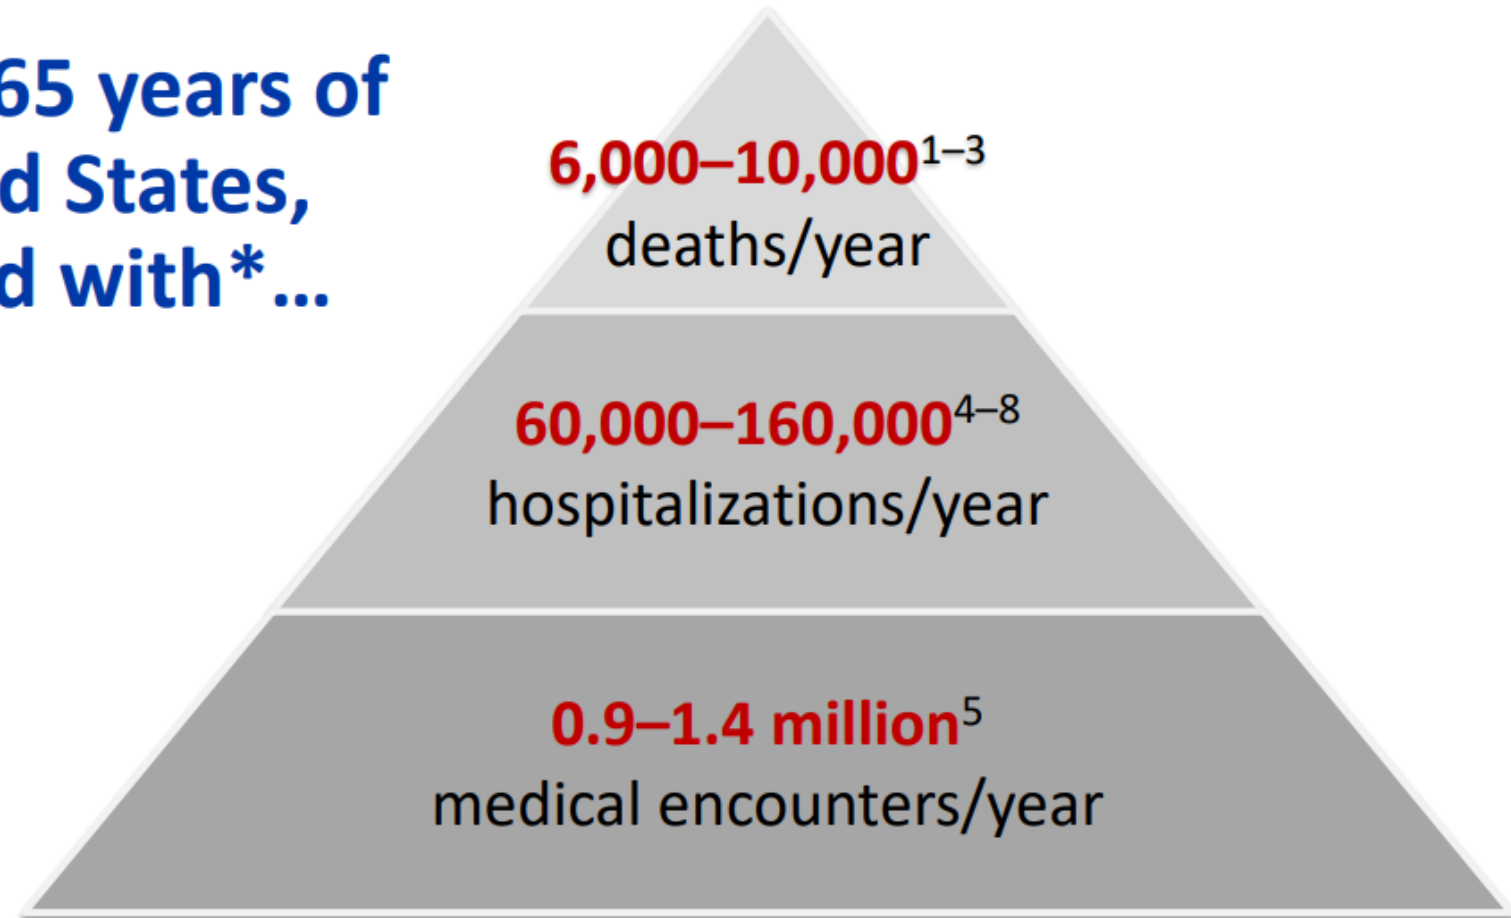 65 years of
d States,
d with*…
6,000–10,000¹⁻³
deaths/year
60,000–160,000⁴⁻⁸
hospitalizations/year
0.9–1.4 million⁵
medical encounters/year